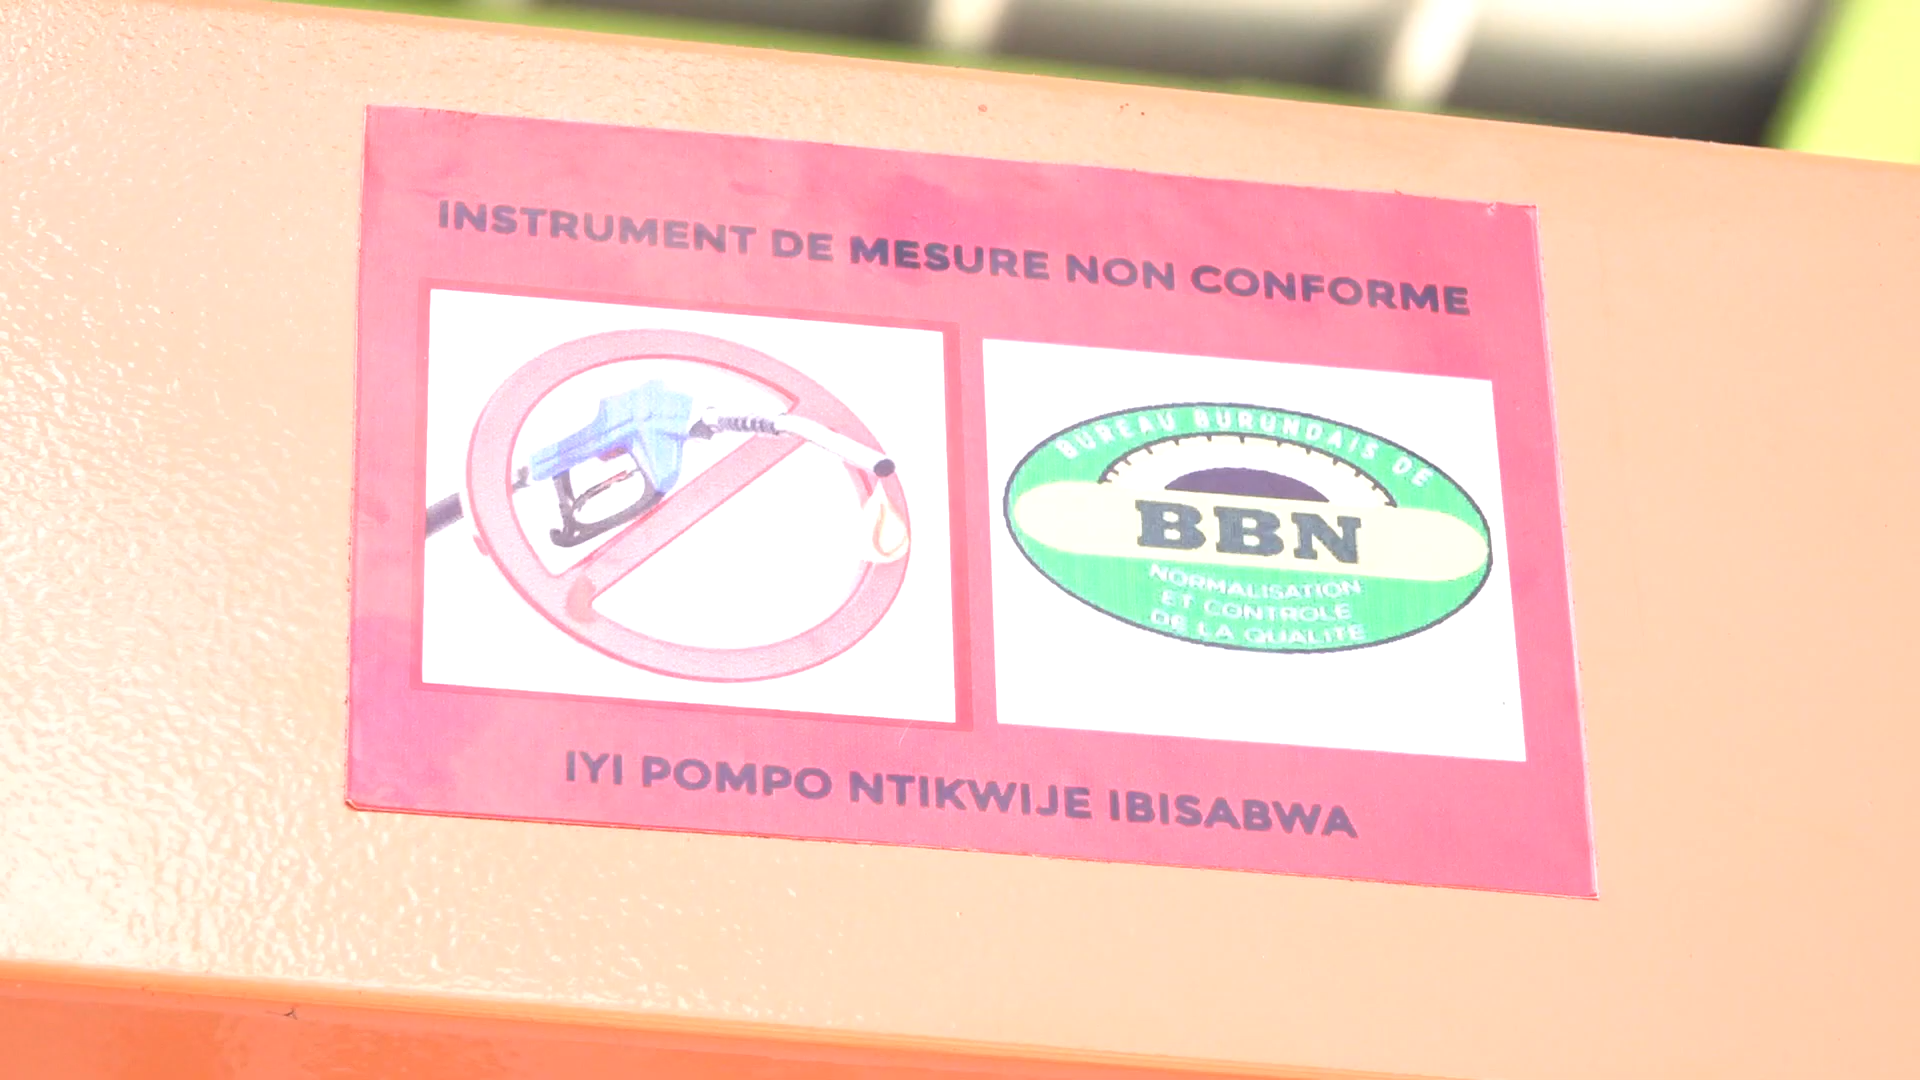 INSTRUMENT DE MESURE NON CONFORME
BUREAU BURUNDAIS DE
BBN
NORMALISATION
ET CONTROLE
DE LA QUALITE
IYI POMPO NTIKWIJE IBISABWA